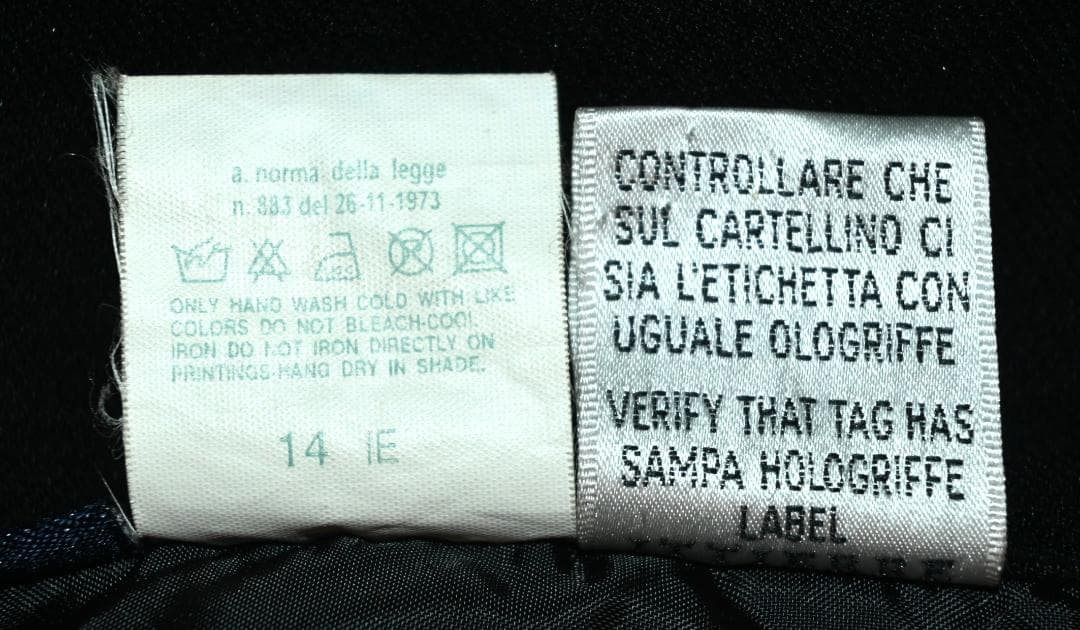 a. norma della legge
n. 883 del 26-11-1973
ONLY HAND WASH COLD WITH LIKE
COLORS DO NOT BLEACH-COOL
IRON DO NOT IRON DIRECTLY ON
PRINTINGS-HANG DRY IN SHADE.
14 IE
CONTROLLARE CHE
SUL CARTELLINO CI
SIA L'ETICHETTA CON
UGUALE OLOGRIFFE
VERIFY THAT TAG HAS
SAMPA HOLOGRIFFE
LABEL